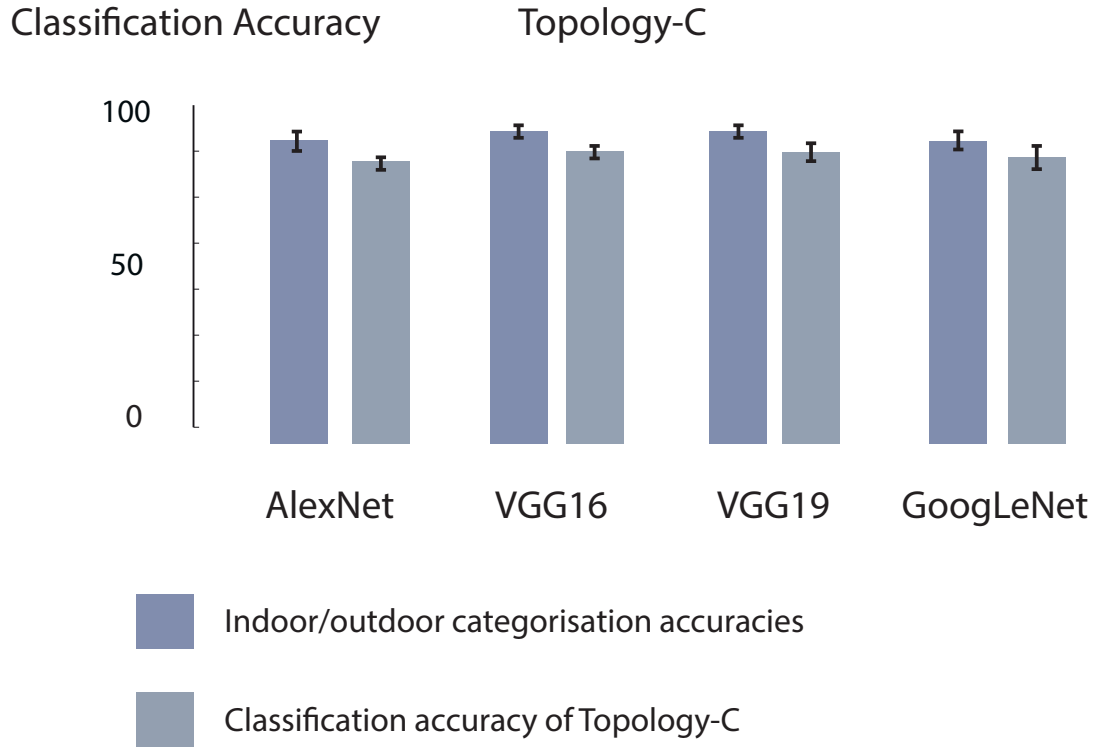 Classification Accuracy Topology-C
100
50
0
AlexNet VGG16 VGG19 GoogLeNet
Indoor/outdoor categorisation accuracies
Classification accuracy of Topology-C